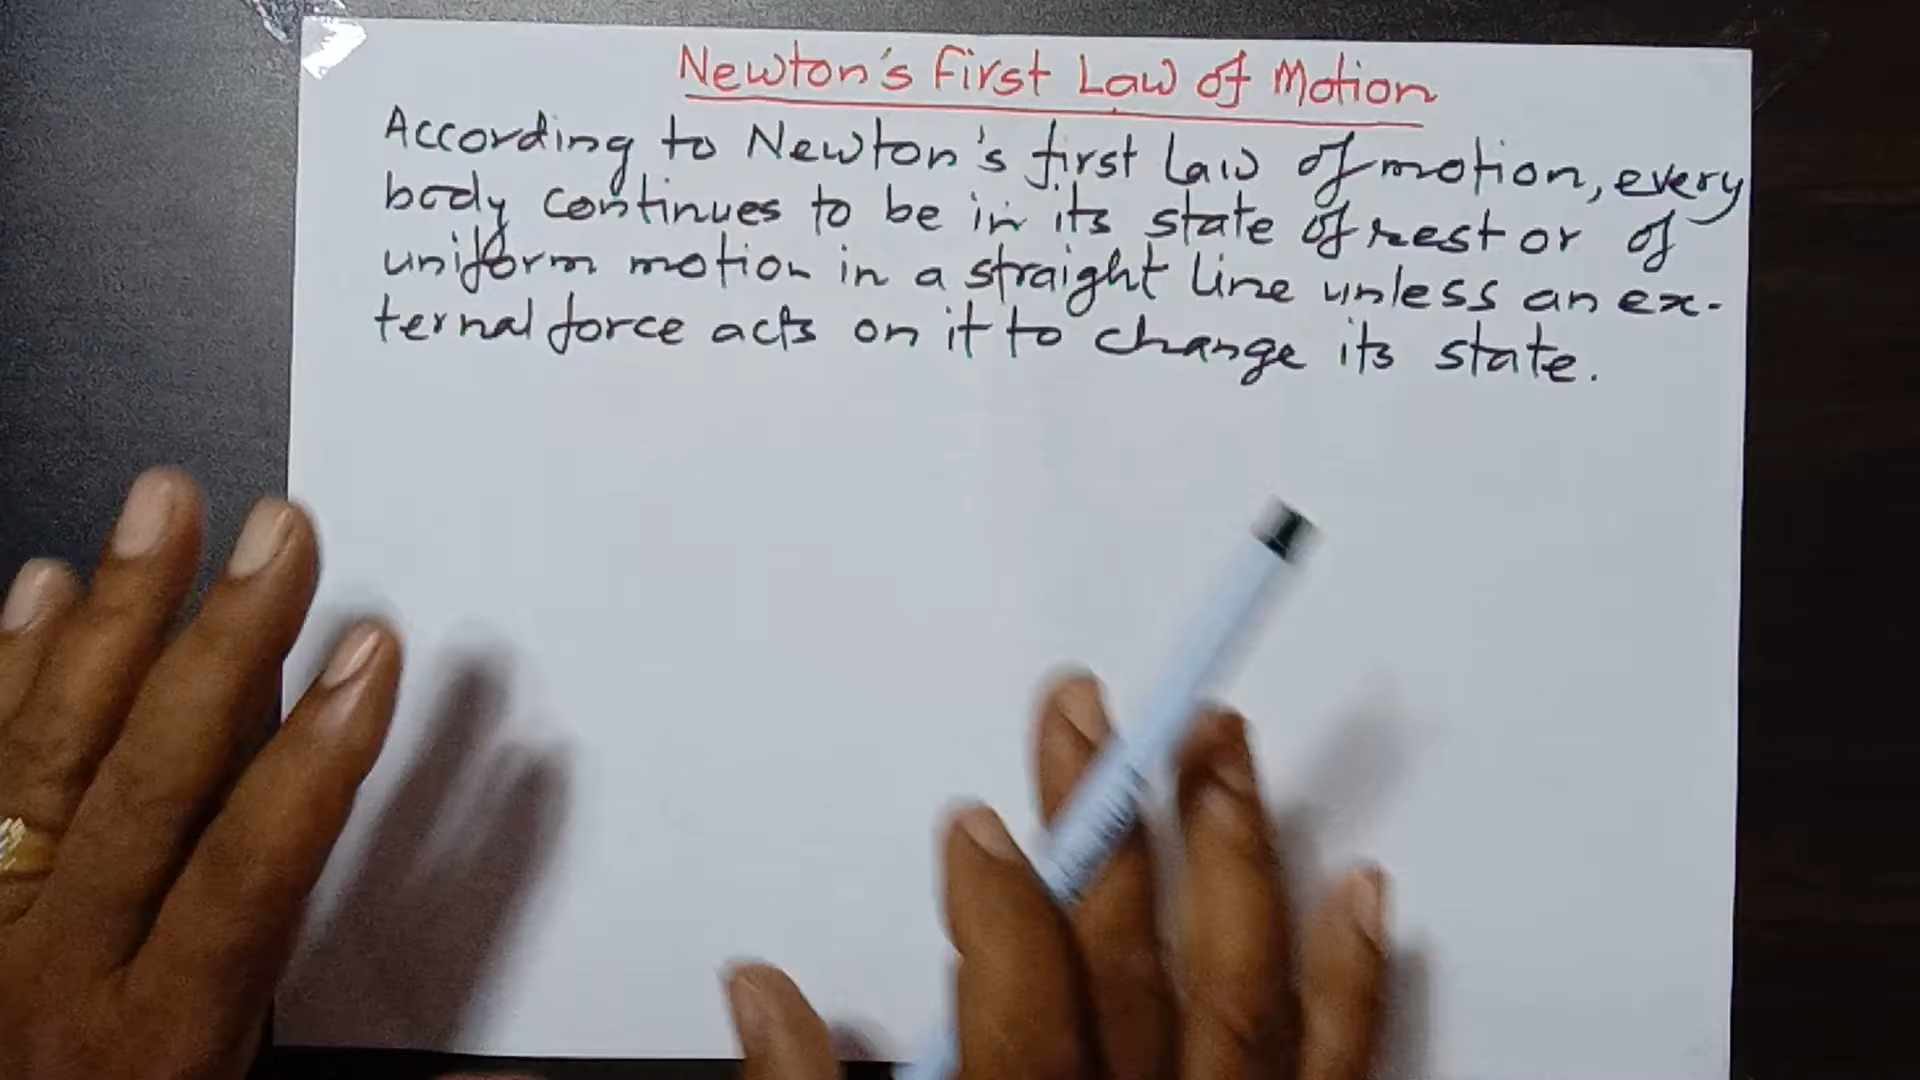 Newton's First Law of Motion
According to Newton's first law of motion, every
body continues to be in its state of rest or of
uniform motion in a straight line unless an ex-
ternal force acts on it to change its state.